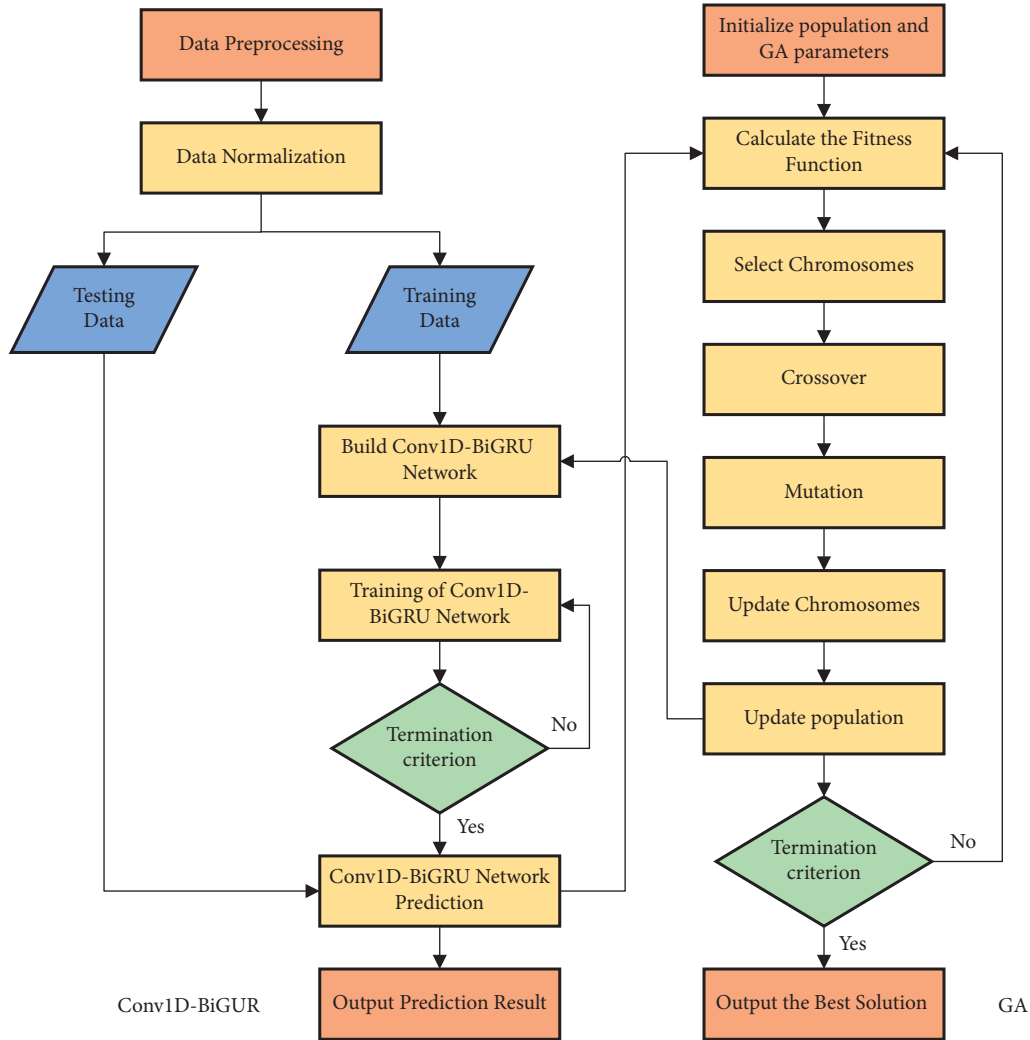 Data Preprocessing
Data Normalization
Testing
Data
Training
Data
Build Conv1D-BiGRU
Network
Training of Conv1D-
BiGRU Network
Termination
criterion
No
Yes
Conv1D-BiGRU Network
Prediction
Output Prediction Result
Conv1D-BiGUR
Initialize population and
GA parameters
Calculate the Fitness
Function
Select Chromosomes
Crossover
Mutation
Update Chromosomes
Update population
Termination
criterion
No
Yes
Output the Best Solution
GA